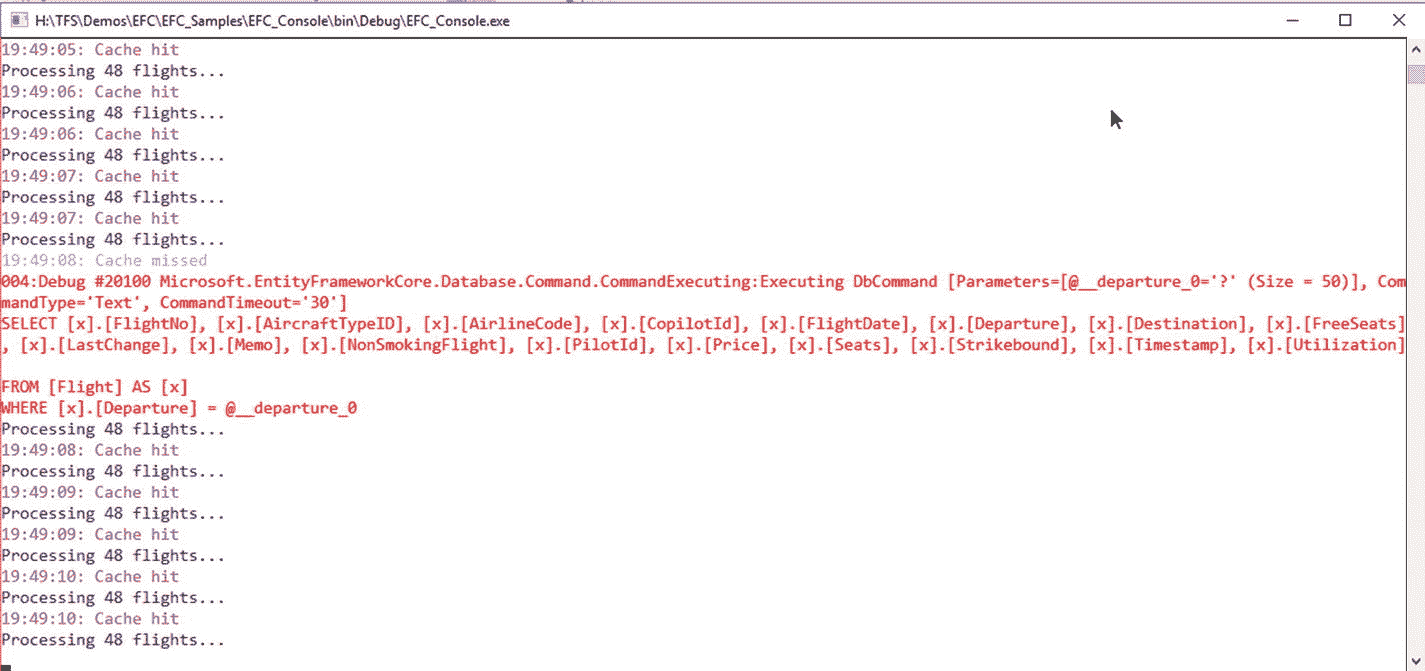 H:\TFS\Demos\EFC\EFC_Samples\EFC_Console\bin\Debug\EFC_Console.exe
19:49:05: Cache hit
Processing 48 flights...
19:49:06: Cache hit
Processing 48 flights...
19:49:06: Cache hit
Processing 48 flights...
19:49:07: Cache hit
Processing 48 flights...
19:49:07: Cache hit
Processing 48 flights...
19:49:08: Cache missed
004:Debug #20100 Microsoft.EntityFrameworkCore.Database.Command.CommandExecuting:Executing DbCommand [Parameters=[@__departure_0='?' (Size = 50)], Com
mandType='Text', CommandTimeout='30']
SELECT [x].[FlightNo], [x].[AircraftTypeID], [x].[AirlineCode], [x].[CopilotId], [x].[FlightDate], [x].[Departure], [x].[Destination], [x].[FreeSeats]
, [x].[LastChange], [x].[Memo], [x].[NonSmokingFlight], [x].[PilotId], [x].[Price], [x].[Seats], [x].[Strikebound], [x].[Timestamp], [x].[Utilization]
FROM [Flight] AS [x]
WHERE [x].[Departure] = @__departure_0
Processing 48 flights...
19:49:08: Cache hit
Processing 48 flights...
19:49:09: Cache hit
Processing 48 flights...
19:49:09: Cache hit
Processing 48 flights...
19:49:10: Cache hit
Processing 48 flights...
19:49:10: Cache hit
Processing 48 flights...